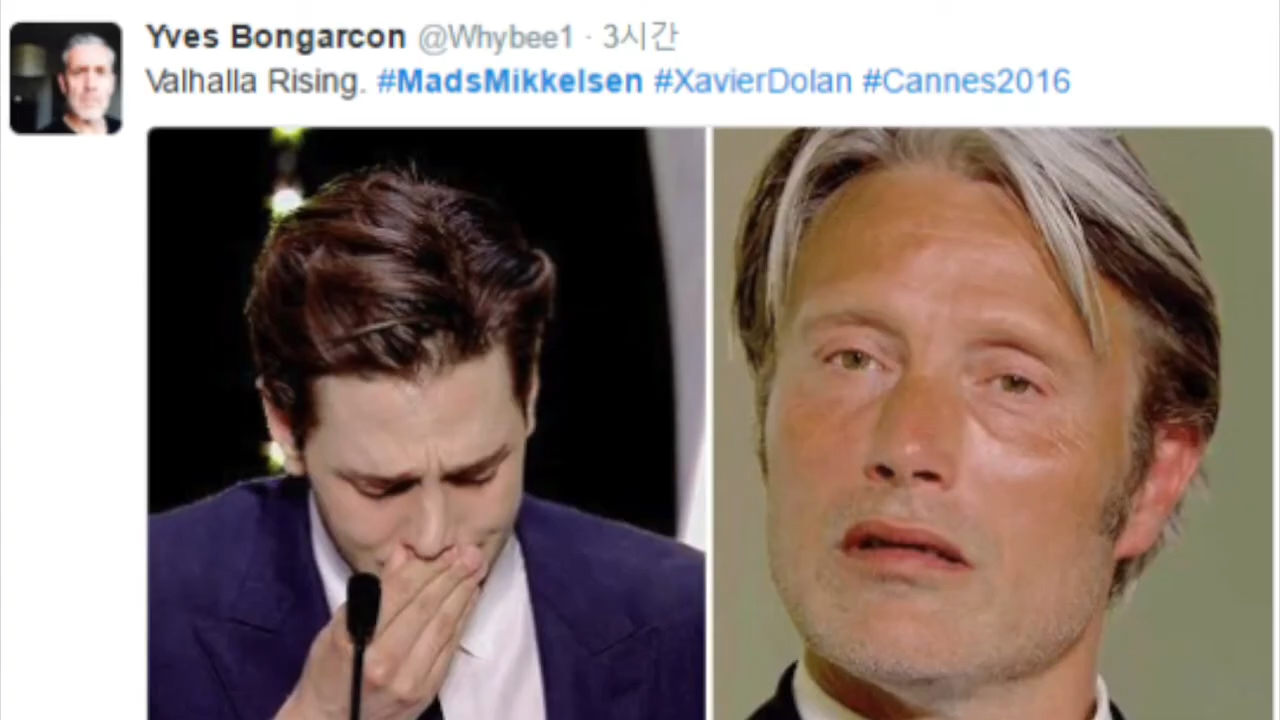 Yves Bongarcon @Whybee1 · 3시간
Valhalla Rising. #MadsMikkelsen #XavierDolan #Cannes2016